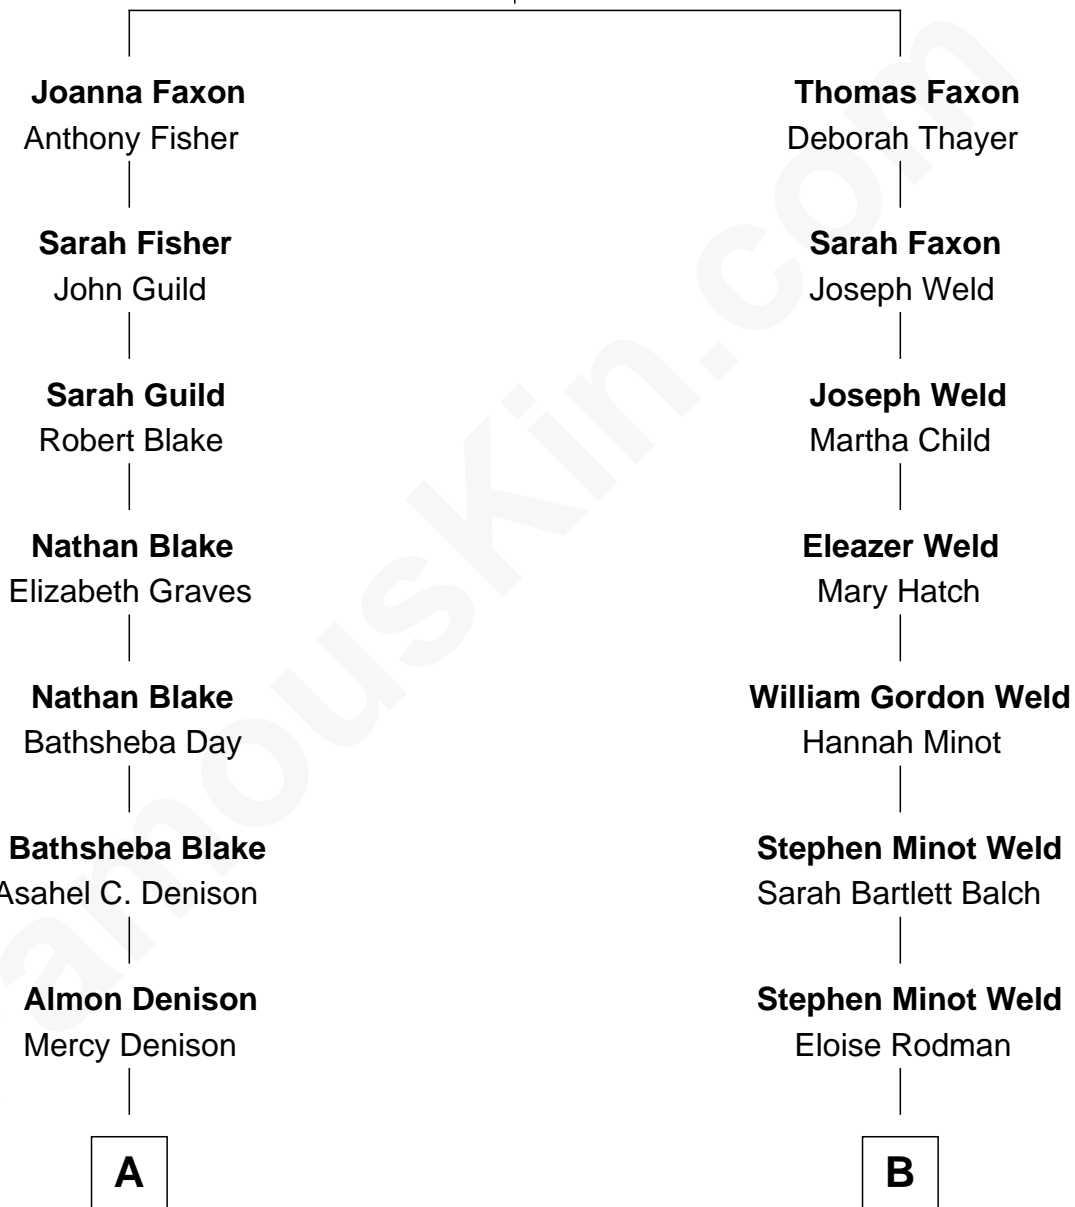 Joanna Faxon
Anthony Fisher
Sarah Fisher
John Guild
Sarah Guild
Robert Blake
Nathan Blake
Elizabeth Graves
Nathan Blake
Bathsheba Day
Bathsheba Blake
Asahel C. Denison
Almon Denison
Mercy Denison
A
Thomas Faxon
Deborah Thayer
Sarah Faxon
Joseph Weld
Joseph Weld
Martha Child
Eleazer Weld
Mary Hatch
William Gordon Weld
Hannah Minot
Stephen Minot Weld
Sarah Bartlett Balch
Stephen Minot Weld
Eloise Rodman
B
amousKin.com